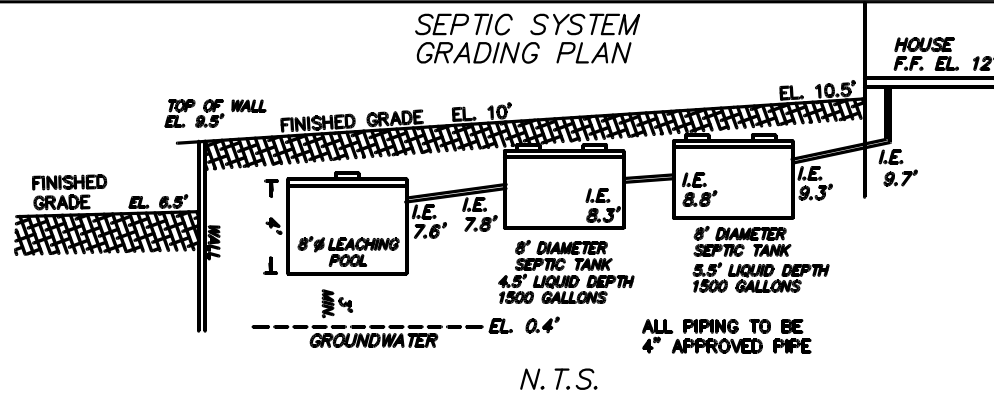 SEPTIC SYSTEM
GRADING PLAN
HOUSE
F.F. EL. 12'
TOP OF WALL
EL. 9.5'
FINISHED GRADE EL. 10'
EL. 10.5'
FINISHED
GRADE EL. 6.5'
WALL
4'
8'Ø LEACHING
POOL
I.E.
7.6'
I.E.
7.8'
I.E.
8.3'
I.E.
8.8'
I.E.
9.3'
I.E.
9.7'
8' DIAMETER
SEPTIC TANK
4.5' LIQUID DEPTH
1500 GALLONS
8' DIAMETER
SEPTIC TANK
5.5' LIQUID DEPTH
1500 GALLONS
3'
MIN.
EL. 0.4'
GROUNDWATER
ALL PIPING TO BE
4" APPROVED PIPE
N.T.S.